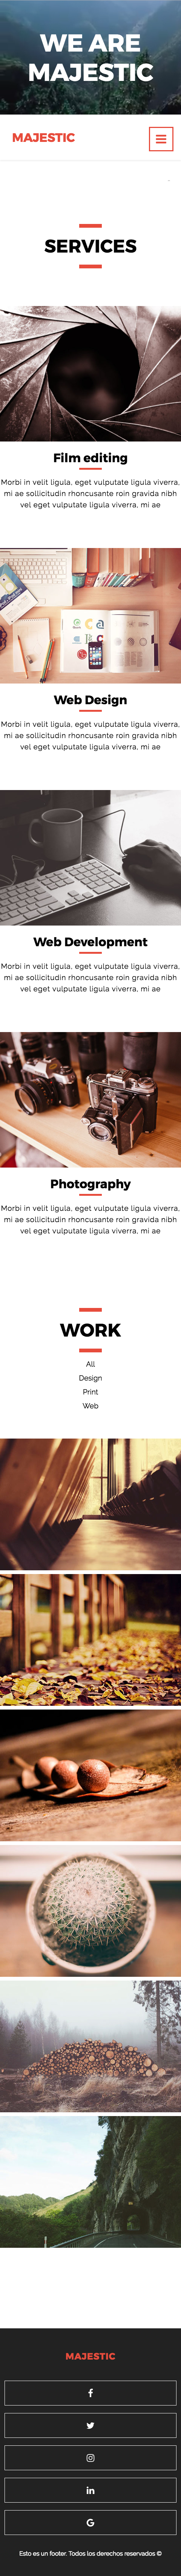 WE ARE
MAJESTIC
MAJESTIC
SERVICES
Film editing
Morbi in velit ligula, eget vulputate ligula viverra,
mi ae sollicitudin rhoncusante roin gravida nibh
vel eget vulputate ligula viverra, mi ae
Web Design
Morbi in velit ligula, eget vulputate ligula viverra,
mi ae sollicitudin rhoncusante roin gravida nibh
vel eget vulputate ligula viverra, mi ae
Web Development
Morbi in velit ligula, eget vulputate ligula viverra,
mi ae sollicitudin rhoncusante roin gravida nibh
vel eget vulputate ligula viverra, mi ae
Photography
Morbi in velit ligula, eget vulputate ligula viverra,
mi ae sollicitudin rhoncusante roin gravida nibh
vel eget vulputate ligula viverra, mi ae
WORK
All
Design
Print
Web
MAJESTIC
Esto es un footer. Todos los derechos reservados ©